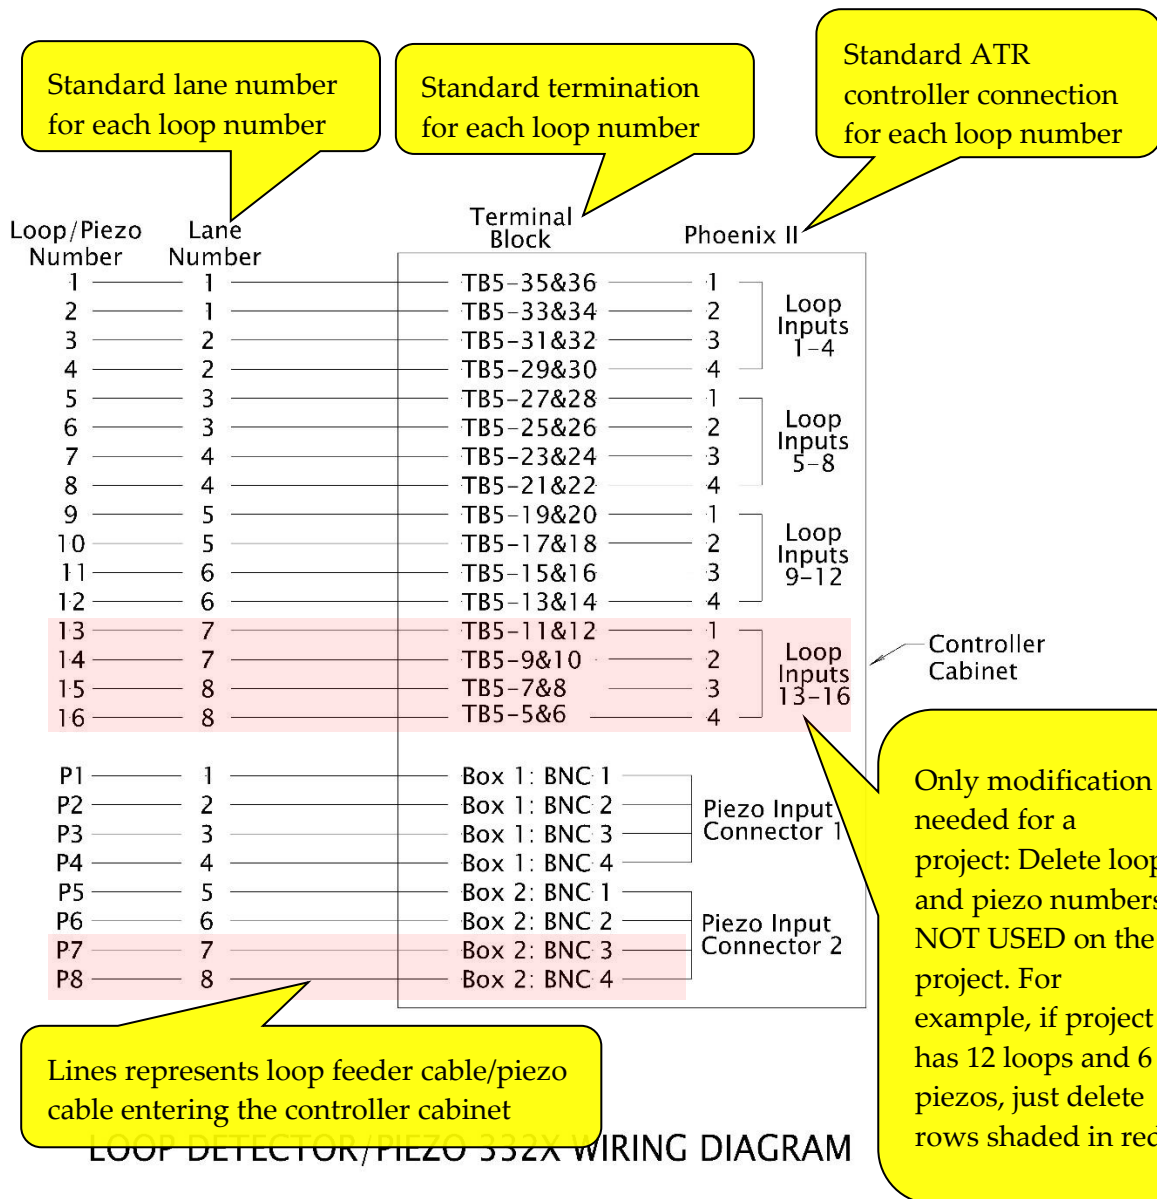 Standard lane number
for each loop number
Standard termination
for each loop number
Standard ATR
controller connection
for each loop number
Loop/Piezo
Number
Lane
Number
Terminal
Block
Phoenix II
1 1 TB5-35&36 1
2 1 TB5-33&34 2
3 2 TB5-31&32 3
4 2 TB5-29&30 4
Loop
Inputs
1-4
5 3 TB5-27&28 1
6 3 TB5-25&26 2
7 4 TB5-23&24 3
8 4 TB5-21&22 4
Loop
Inputs
5-8
9 5 TB5-19&20 1
10 5 TB5-17&18 2
11 6 TB5-15&16 3
12 6 TB5-13&14 4
Loop
Inputs
9-12
13 7 TB5-11&12 1
14 7 TB5-9&10 2
15 8 TB5-7&8 3
16 8 TB5-5&6 4
Loop
Inputs
13-16
Controller
Cabinet
P1 1 Box 1: BNC 1
P2 2 Box 1: BNC 2
P3 3 Box 1: BNC 3
P4 4 Box 1: BNC 4
Piezo Input
Connector 1
P5 5 Box 2: BNC 1
P6 6 Box 2: BNC 2
P7 7 Box 2: BNC 3
P8 8 Box 2: BNC 4
Piezo Input
Connector 2
Only modification
needed for a
project: Delete loop
and piezo numbers
NOT USED on the
project. For
example, if project
has 12 loops and 6
piezos, just delete
rows shaded in red
Lines represents loop feeder cable/piezo
cable entering the controller cabinet
LOOP DETECTOR/PIEZO 332X WIRING DIAGRAM